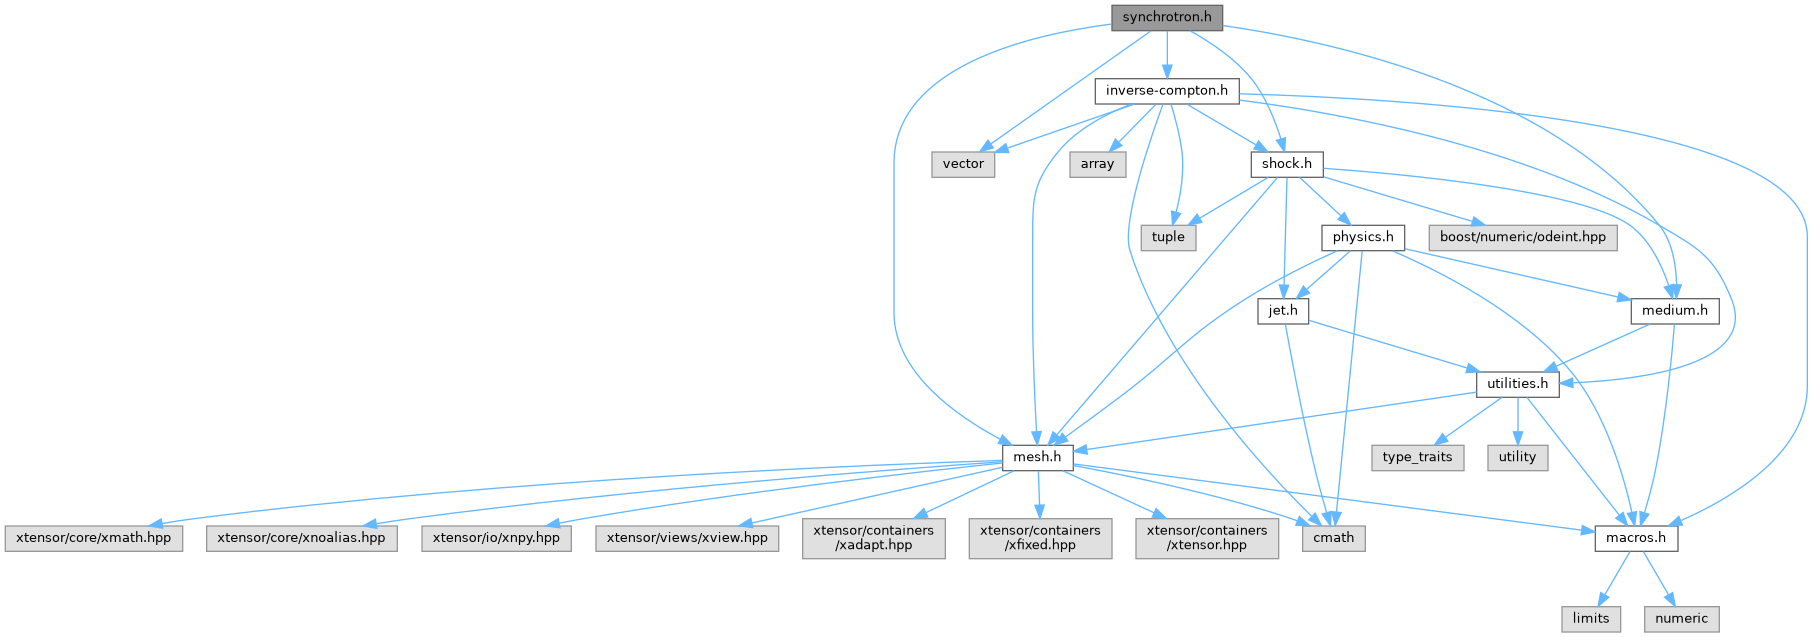 synchrotron.h
inverse-compton.h
vector
array
shock.h
tuple
physics.h
boost/numeric/odeint.hpp
jet.h
medium.h
utilities.h
mesh.h
type_traits
utility
xtensor/core/xmath.hpp
xtensor/core/xnoalias.hpp
xtensor/io/xnpy.hpp
xtensor/views/xview.hpp
xtensor/containers
/xadapt.hpp
xtensor/containers
/xfixed.hpp
xtensor/containers
/xtensor.hpp
cmath
macros.h
limits
numeric